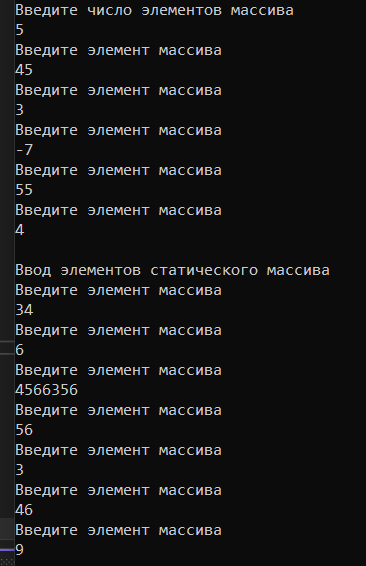 Введите число элементов массива
5
Введите элемент массива
45
Введите элемент массива
3
Введите элемент массива
-7
Введите элемент массива
55
Введите элемент массива
4
Ввод элементов статического массива
Введите элемент массива
34
Введите элемент массива
6
Введите элемент массива
4566356
Введите элемент массива
56
Введите элемент массива
3
Введите элемент массива
46
Введите элемент массива
9